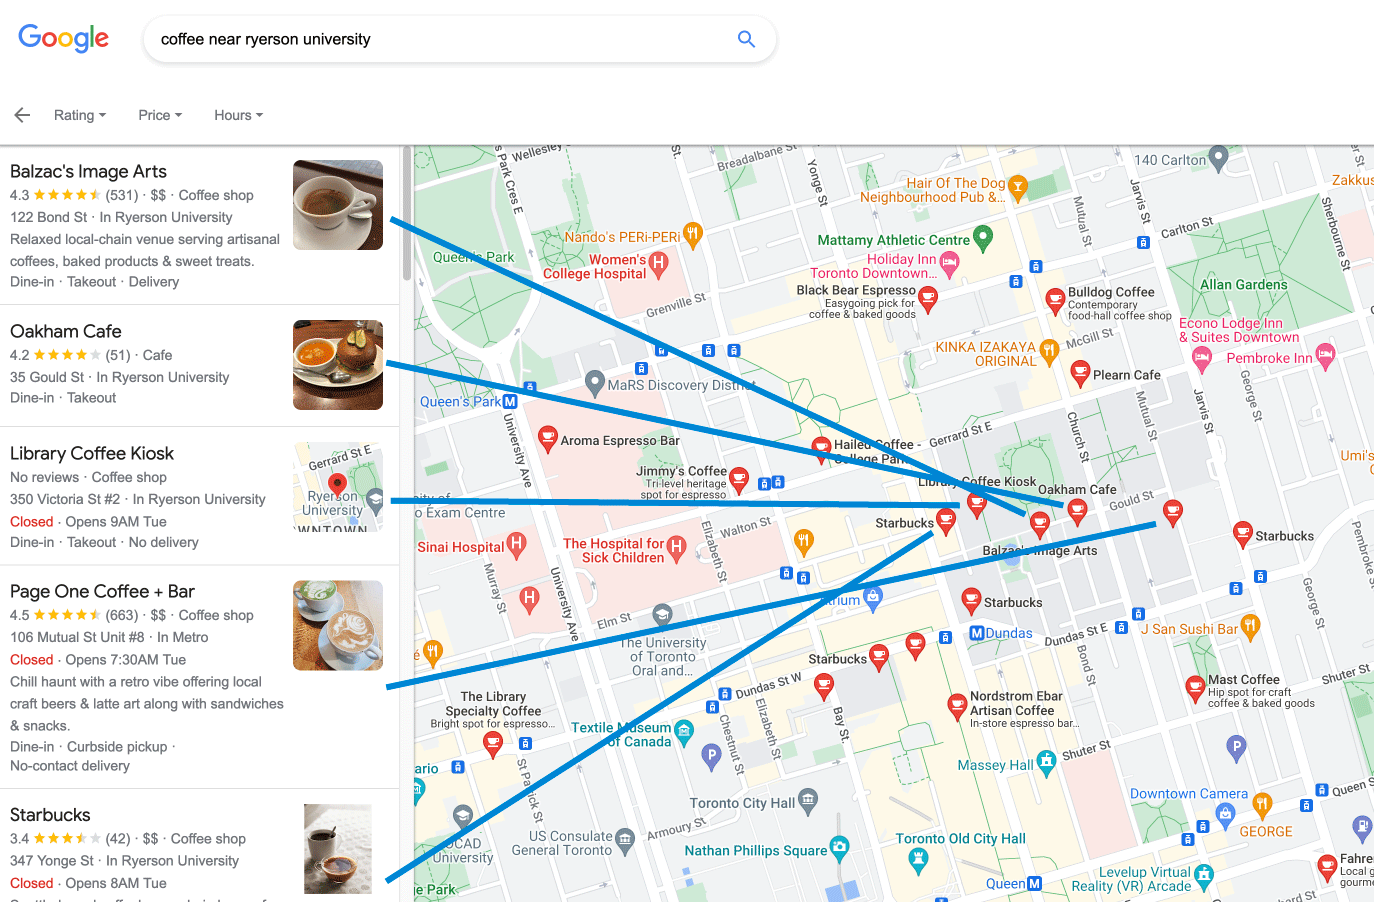 Google
coffee near ryerson university
Rating
Price
Hours
Balzac's Image Arts
4.3 ★★★★★ (531) · $$ · Coffee shop
122 Bond St · In Ryerson University
Relaxed local-chain venue serving artisanal
coffees, baked products & sweet treats.
Dine-in · Takeout · Delivery
Oakham Cafe
4.2 ★★★★★ (51) · Cafe
35 Gould St · In Ryerson University
Dine-in · Takeout
Library Coffee Kiosk
No reviews · Coffee shop
350 Victoria St #2 · In Ryerson University
Closed · Opens 9AM Tue
Dine-in · Takeout · No delivery
Gerrard St E
Ryerson
University
Page One Coffee + Bar
4.5 ★★★★★ (663) · $$ · Coffee shop
106 Mutual St Unit #8 · In Metro
Closed · Opens 7:30AM Tue
Chill haunt with a retro vibe offering local
craft beers & latte art along with sandwiches
& snacks.
Dine-in · Curbside pickup ·
No-contact delivery
Starbucks
3.4 ★★★★★ (42) · $$ · Coffee shop
347 Yonge St · In Ryerson University
Closed · Opens 8AM Tue
s Park Cres E
Wellesley
St.
Breadalbane St
Yonge St
140 Carlton
Jarvis St
Mutual St
Carlton St
Zakkus
Sherbourne St
Hair Of The Dog
Neighbourhood Pub &...
Nando's PERi-PERi
Queen's Park
Women's
College Hospital
Mattamy Athletic Centre
Holiday Inn
Toronto Downtown...
Allan Gardens
Black Bear Espresso
Easygoing pick for
coffee & baked goods
Bulldog Coffee
Contemporary
food-hall coffee shop
Grenville St
Econo Lodge Inn
& Suites Downtown
McGill St
KINKA IZAKAYA
ORIGINAL
Pembroke Inn
Plearn Cafe
MaRS Discovery District
Queen's Park
M
George St
Jarvis St
Mutual St
Church St
University Ave
Aroma Espresso Bar
Hailed Coffee -
College Park
Gerrard St E
Umi's
Jimmy's Coffee
Tri-level heritage
spot for espresso
Library Coffee Kiosk
Oakham Cafe
ity of
o Exam Centre
Gould St
Walton St
Starbucks
Starbucks
Sinai Hospital
The Hospital for
Sick Children
Elizabeth St
Balzac's Image Arts
Pembroke St
Murray St
University Ave
George St
Elm St
trium
Starbucks
M
Dundas
Dundas St E
J San Sushi Bar
The University
of Toronto
Oral and...
é
Starbucks
Bond St
Shuter St
Dundas St W
Mast Coffee
Hip spot for craft
coffee & baked goods
The Library
Specialty Coffee
Bright spot for espresso...
Nordstrom Ebar
Artisan Coffee
In-store espresso bar...
Elizabeth St
Bay St.
Textile Museum
of Canada
Chestnut St
P
P
Shuter St
Massey Hall
ario
St Patrick St
Downtown Camera
Queen S
Toronto City Hall
GEORGE
Armoury St
US Consulate
General Toronto
OCAD
University
Toronto Old City Hall
Nathan Phillips Square
Fahre
Local g
gourme
Levelup Virtual
Reality (VR) Arcade
Queen
M
e Park
hard St